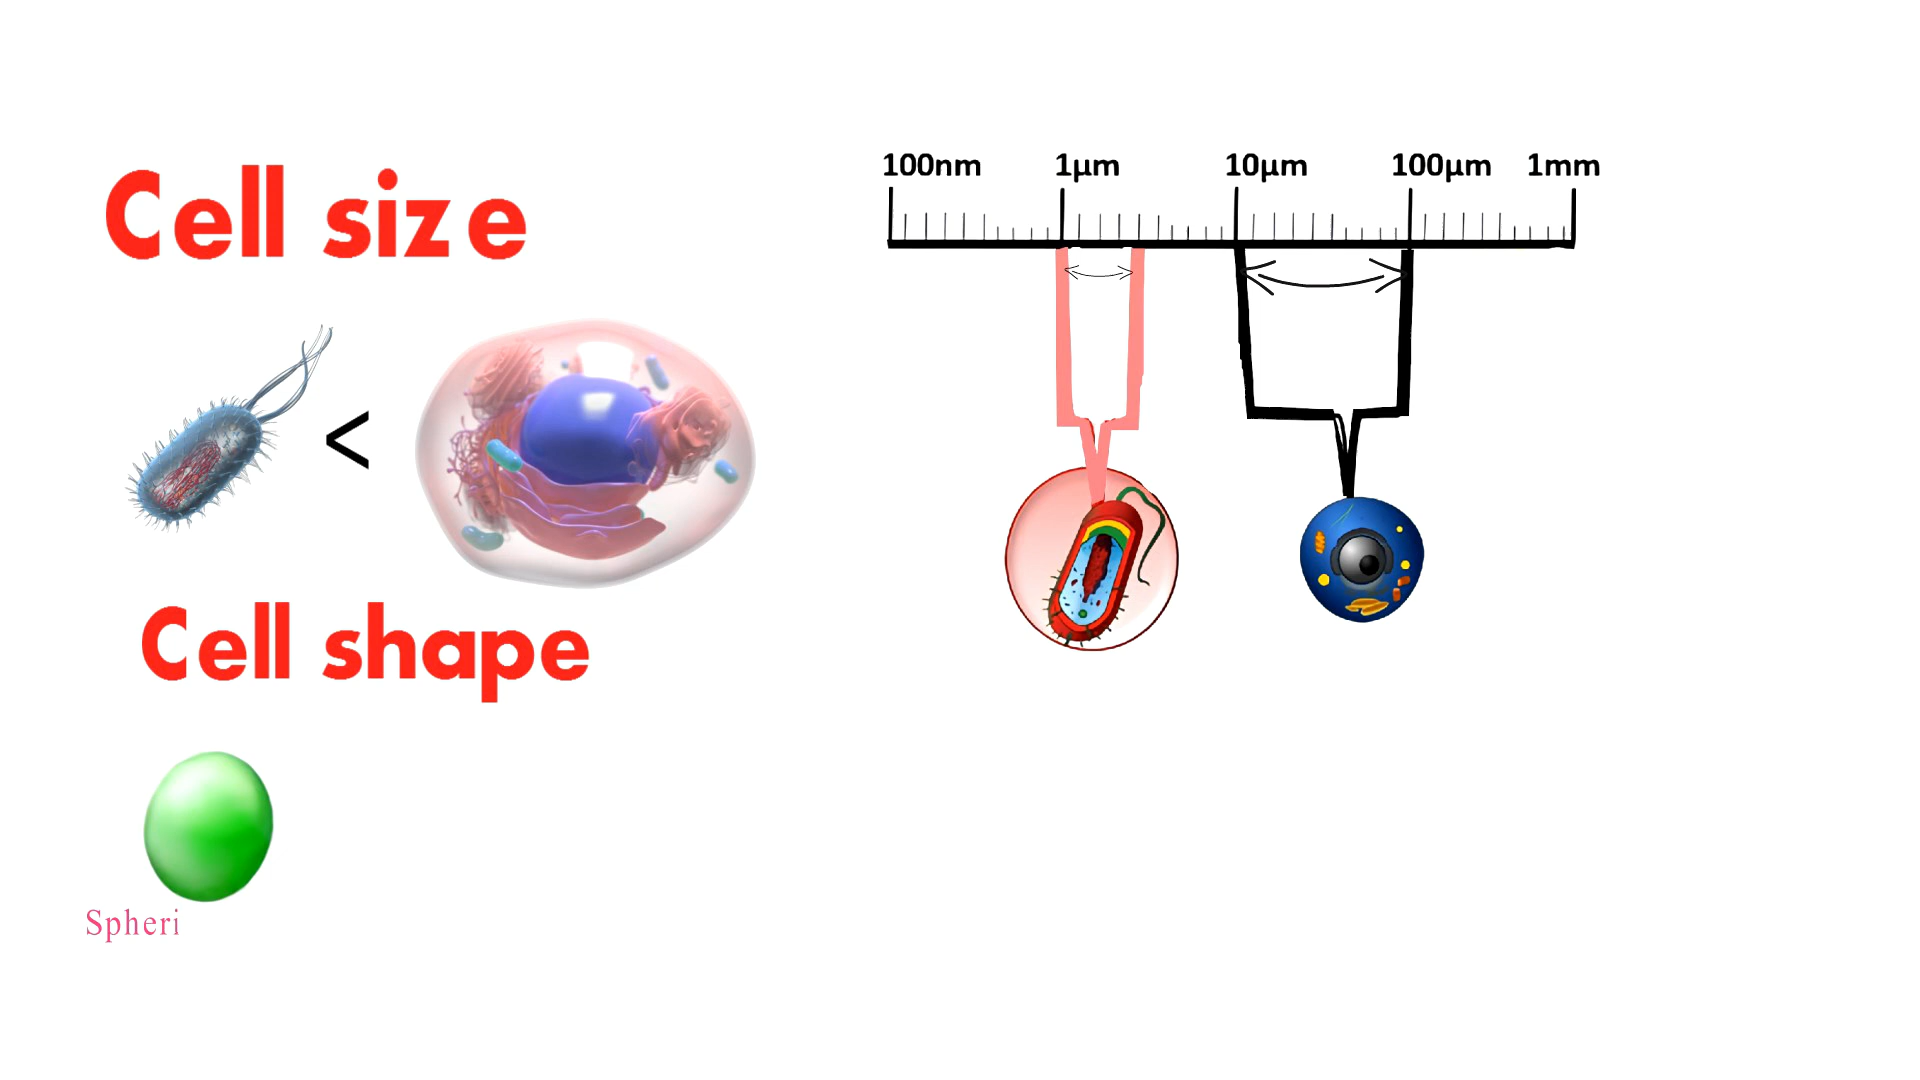 Cell size
<
Cell shape
Spheri
100nm 1µm 10µm 100µm 1mm